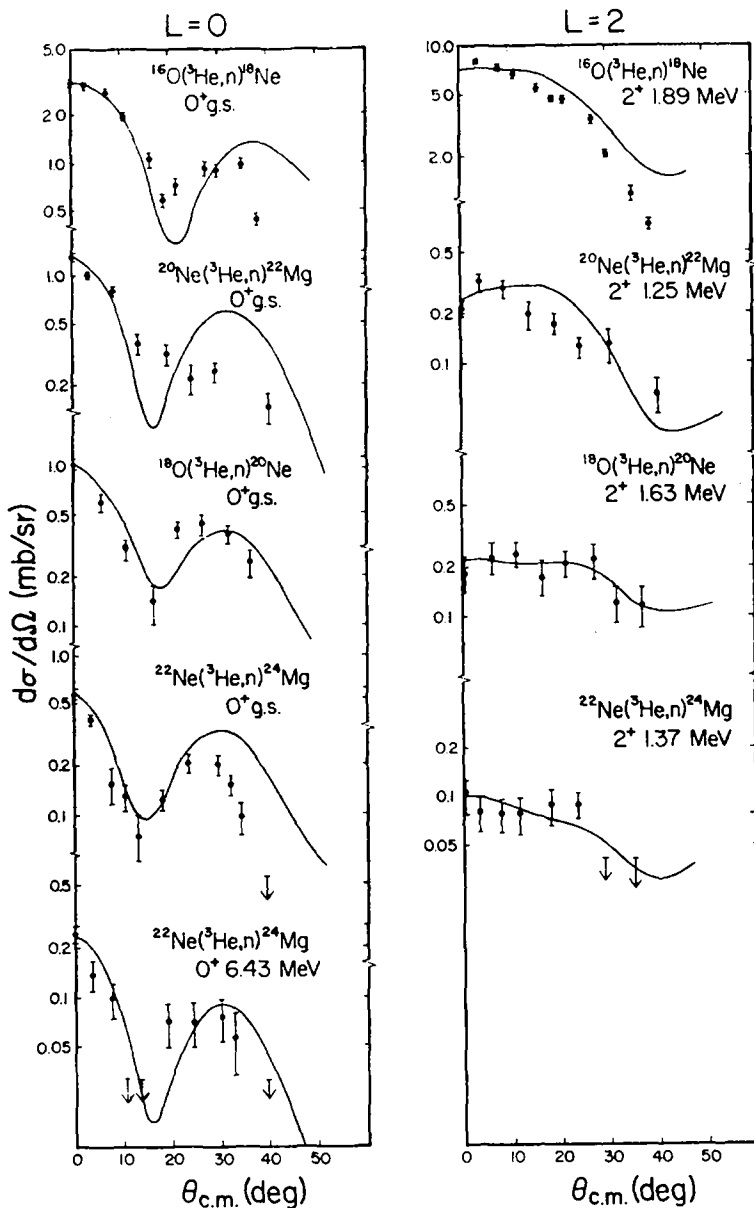 L=0
5.0
¹⁶O(³He,n)¹⁸Ne
0⁺g.s.
2.0
1.0
0.5
²⁰Ne(³He,n)²²Mg
0⁺g.s.
1.0
0.5
0.2
¹⁸O(³He,n)²⁰Ne
0⁺g.s.
1.0
0.5
0.2
0.1
²²Ne(³He,n)²⁴Mg
0⁺g.s.
1.0
0.5
0.1
0.5
²²Ne(³He,n)²⁴Mg
0⁺ 6.43 MeV
0.2
0.1
0.05
0 10 20 30 40 50
θc.m. (deg)
dσ/dΩ (mb/sr)
L=2
10.0
¹⁶O(³He,n)¹⁸Ne
2⁺ 1.89 MeV
5.0
2.0
0.5
²⁰Ne(³He,n)²²Mg
2⁺ 1.25 MeV
0.2
0.1
¹⁸O(³He,n)²⁰Ne
2⁺ 1.63 MeV
0.5
0.2
0.1
²²Ne(³He,n)²⁴Mg
2⁺ 1.37 MeV
0.2
0.1
0.05
0 10 20 30 40 50
θc.m. (deg)